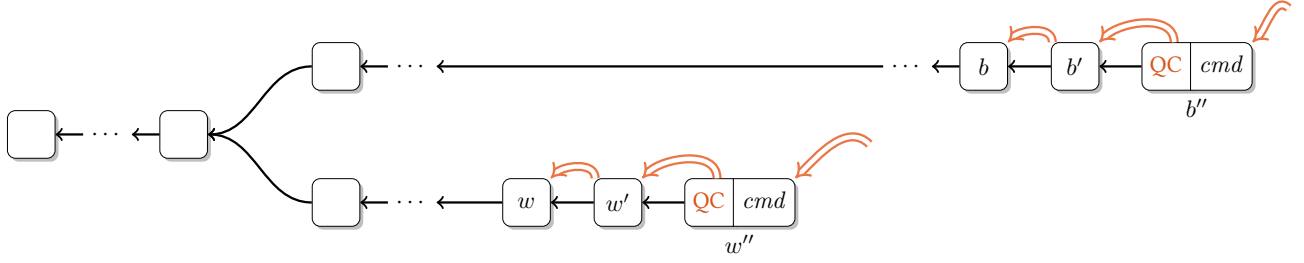 ··· ··· b b′ QC cmd
b′′
···
··· w w′ QC cmd
w′′